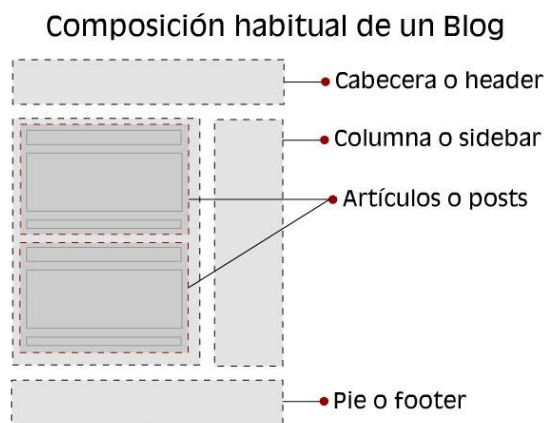 Composición habitual de un Blog
Cabecera o header
Columna o sidebar
Artículos o posts
Pie o footer